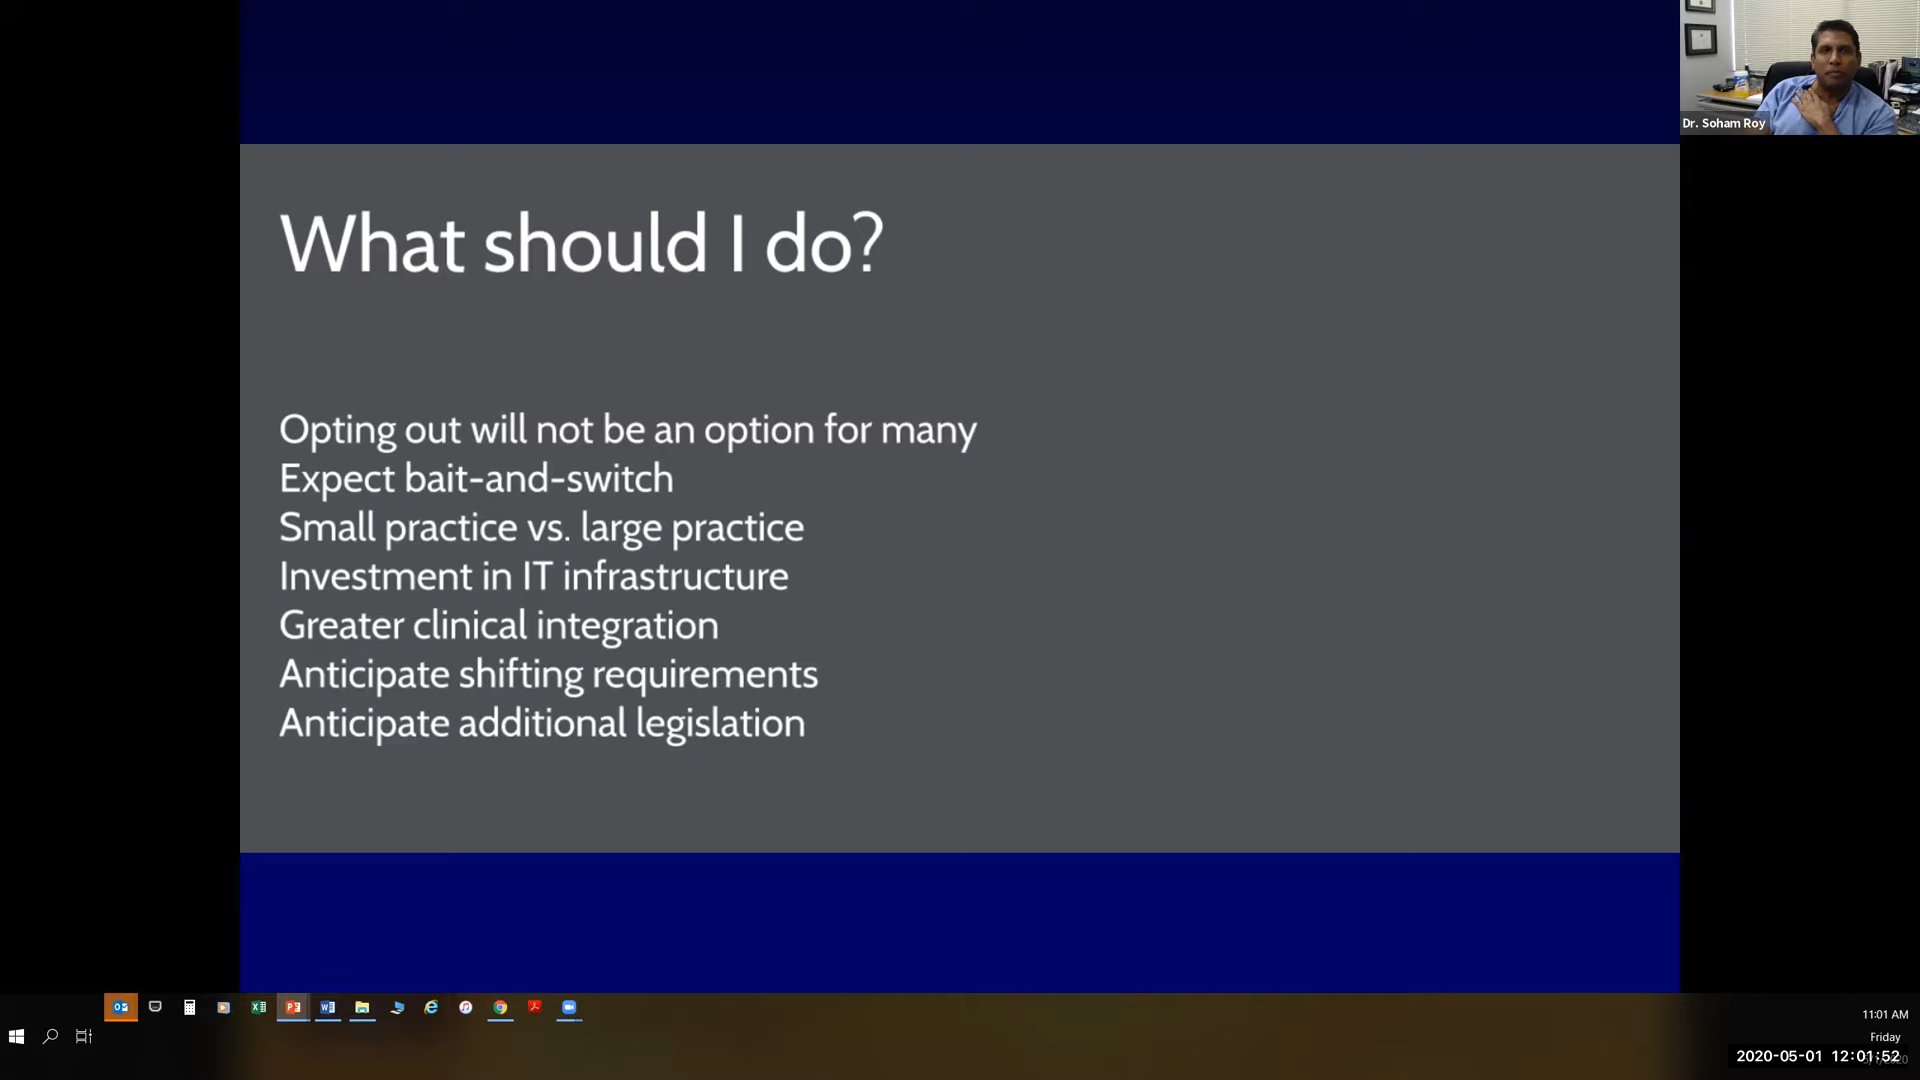 Dr. Soham Roy
What should I do?
Opting out will not be an option for many
Expect bait-and-switch
Small practice vs. large practice
Investment in IT infrastructure
Greater clinical integration
Anticipate shifting requirements
Anticipate additional legislation
11:01 AM
Friday
2020-05-01 12:01:52